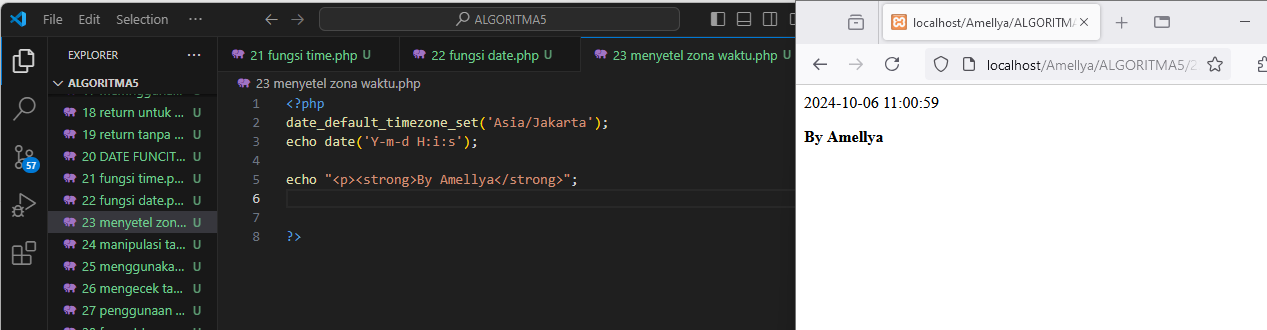 File Edit Selection ··· ALGORITMA5
EXPLORER ···
ALGORITMA5
18 return untuk ... U
19 return tanpa ... U
20 DATE FUNCIT... U
21 fungsi time.p... U
22 fungsi date.p... U
23 menyetel zon... U
24 manipulasi ta... U
25 menggunaka... U
26 mengecek ta... U
27 penggunaan ... U
57
21 fungsi time.php U 22 fungsi date.php U 23 menyetel zona waktu.php U
23 menyetel zona waktu.php
1 <?php
2 date_default_timezone_set('Asia/Jakarta');
3 echo date('Y-m-d H:i:s');
4
5 echo "<p><strong>By Amellya</strong>";
6
7
8 ?>
localhost/Amellya/ALGORITMA
localhost/Amellya/ALGORITMA5/2
2024-10-06 11:00:59
By Amellya